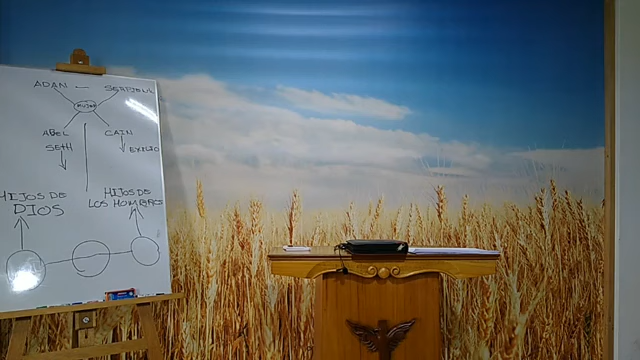 ADAN — SERPIENTE
MUJER
ABEL CAIN
SETH EXILIO
HIJOS DE HIJOS DE
DIOS LOS HOMBRES